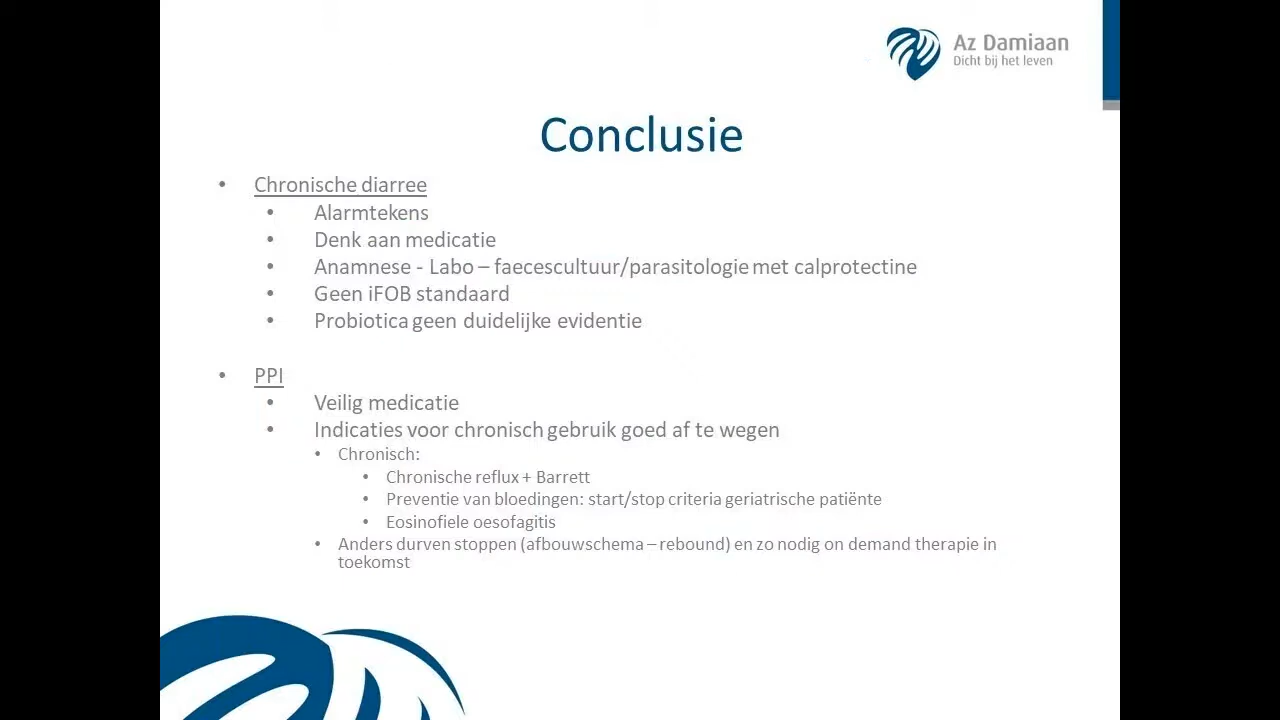 Az Damiaan
Dicht bij het leven
Conclusie
• Chronische diarree
• Alarmtekens
• Denk aan medicatie
• Anamnese - Labo – faecescultuur/parasitologie met calprotectine
• Geen iFOB standaard
• Probiotica geen duidelijke evidentie
• PPI
• Veilig medicatie
• Indicaties voor chronisch gebruik goed af te wegen
• Chronisch:
• Chronische reflux + Barrett
• Preventie van bloedingen: start/stop criteria geriatrische patiënte
• Eosinofiele oesofagitis
• Anders durven stoppen (afbouwschema – rebound) en zo nodig on demand therapie in
toekomst